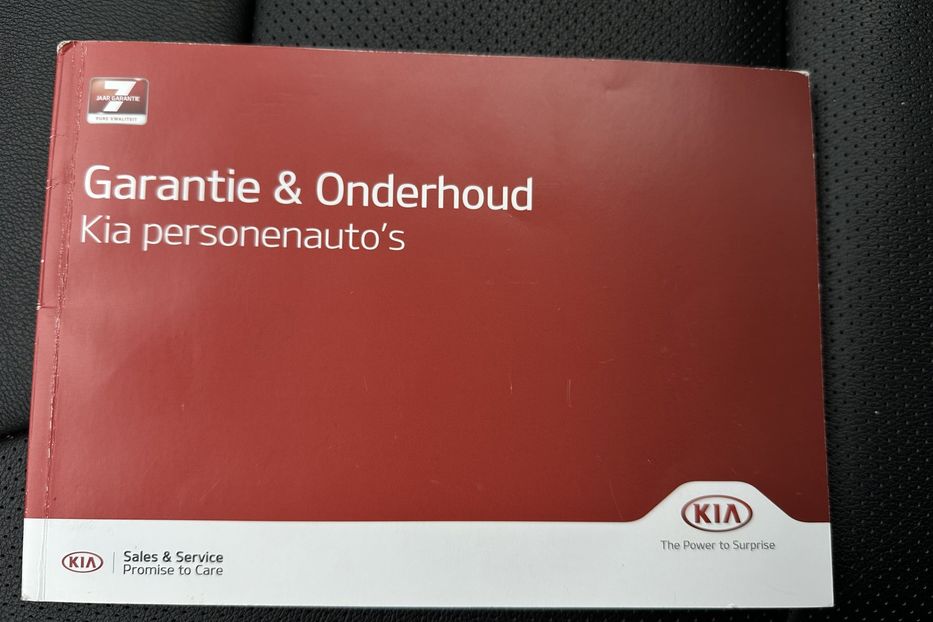 7
JAAR GARANTIE
PURE KWALITEIT
Garantie & Onderhoud
Kia personenauto's
KIA
The Power to Surprise
KIA
Sales & Service
Promise to Care